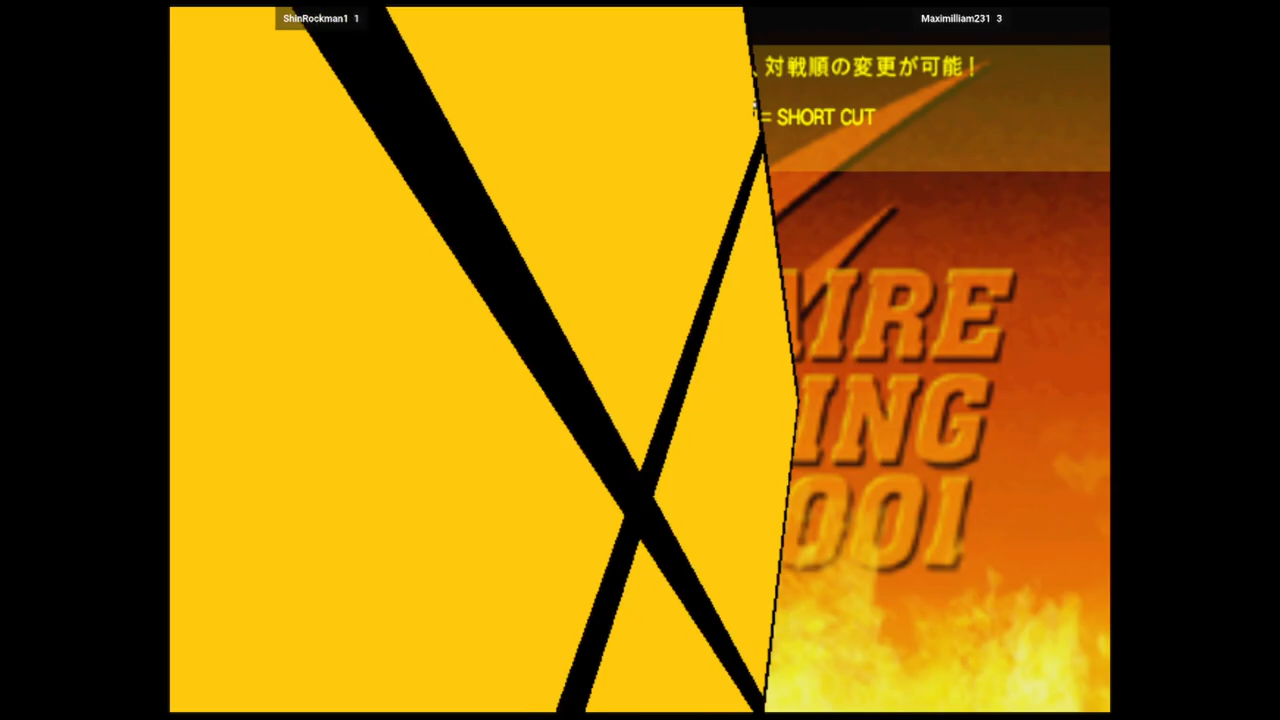 ShinRockman1 1
Maximilliam231 3
、対戦順の変更が可能！
= SHORT CUT
IRE
ING
001